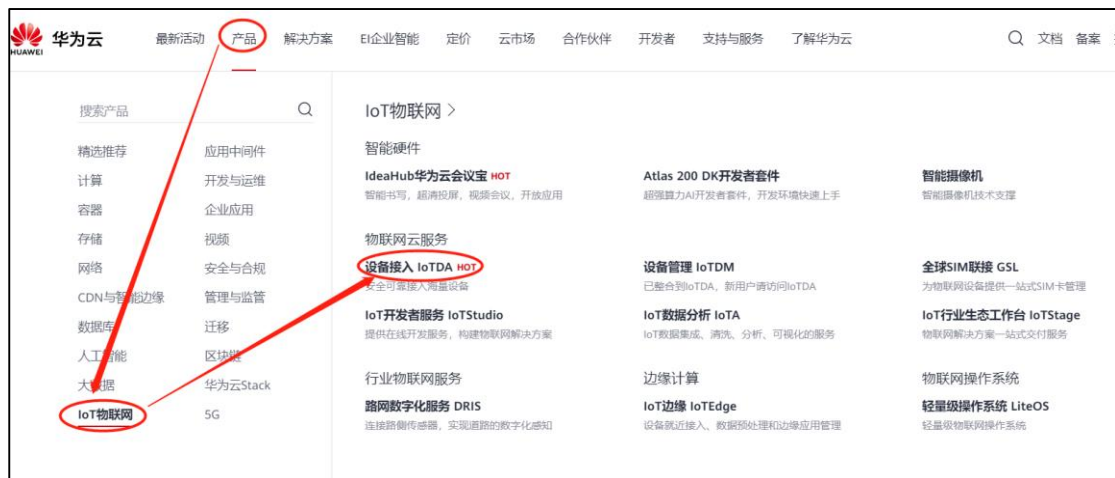 HUAWEI 华为云 最新活动 产品 解决方案 EI企业智能 定价 云市场 合作伙伴 开发者 支持与服务 了解华为云 文档 备案
搜索产品
精选推荐 应用中间件
计算 开发与运维
容器 企业应用
存储 视频
网络 安全与合规
CDN与智能边缘 管理与监管
数据库 迁移
人工智能 区块链
大数据 华为云Stack
IoT物联网 5G
IoT物联网 >
智能硬件
IdeaHub华为云会议宝 HOT Atlas 200 DK开发者套件 智能摄像机
智能书写，超清投屏，视频会议，开放应用 超强算力AI开发者套件，开发环境快速上手 智能摄像机技术支撑
物联网云服务
设备接入 IoTDA HOT 设备管理 IoTDM 全球SIM联接 GSL
安全可靠接入海量设备 已整合到IoTDA，新用户请访问IoTDA 为物联网设备提供一站式SIM卡管理
IoT开发者服务 IoTStudio IoT数据分析 IoTA IoT行业生态工作台 IoTStage
提供在线开发服务，构建物联网解决方案 IoT数据集成、清洗、分析、可视化的服务 物联网解决方案一站式交付服务
行业物联网服务 边缘计算 物联网操作系统
路网数字化服务 DRIS IoT边缘 IoTEdge 轻量级操作系统 LiteOS
连接路侧传感器，实现道路的数字化感知 设备就近接入、数据预处理和边缘应用管理 轻量级物联网操作系统